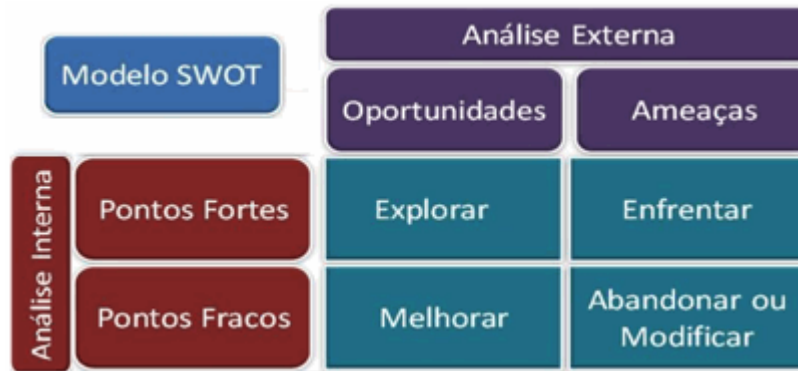 Análise Externa
Modelo SWOT
Oportunidades
Ameaças
Análise Interna
Pontos Fortes
Explorar
Enfrentar
Pontos Fracos
Melhorar
Abandonar ou
Modificar